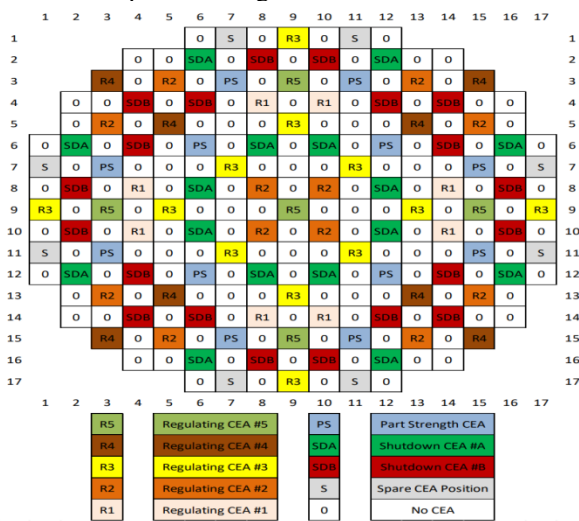 1 2 3 4 5 6 7 8 9 10 11 12 13 14 15 16 17
1 0 S 0 R3 0 S 0 1
2 0 0 SDA 0 SDB 0 SDB 0 SDA 0 0 2
3 R4 0 R2 0 PS 0 R5 0 PS 0 R2 0 R4 3
4 0 0 SDB 0 SDB 0 R1 0 R1 0 SDB 0 SDB 0 0 4
5 0 R2 0 R4 0 0 0 R3 0 0 0 R4 0 R2 0 5
6 0 SDA 0 SDB 0 PS 0 SDA 0 SDA 0 PS 0 SDB 0 SDA 0 6
7 S 0 PS 0 0 0 R3 0 0 0 R3 0 0 0 PS 0 S 7
8 0 SDB 0 R1 0 SDA 0 R2 0 R2 0 SDA 0 R1 0 SDB 0 8
9 R3 0 R5 0 R3 0 0 0 R5 0 0 0 R3 0 R5 0 R3 9
10 0 SDB 0 R1 0 SDA 0 R2 0 R2 0 SDA 0 R1 0 SDB 0 10
11 S 0 PS 0 0 0 R3 0 0 0 R3 0 0 0 PS 0 S 11
12 0 SDA 0 SDB 0 PS 0 SDA 0 SDA 0 PS 0 SDB 0 SDA 0 12
13 0 R2 0 R4 0 0 0 R3 0 0 0 R4 0 R2 0 13
14 0 0 SDB 0 SDB 0 R1 0 R1 0 SDB 0 SDB 0 0 14
15 R4 0 R2 0 PS 0 R5 0 PS 0 R2 0 R4 15
16 0 0 SDA 0 SDB 0 SDB 0 SDA 0 0 16
17 0 S 0 R3 0 S 0 17
1 2 3 4 5 6 7 8 9 10 11 12 13 14 15 16 17
R5 Regulating CEA #5 PS Part Strength CEA
R4 Regulating CEA #4 SDA Shutdown CEA #A
R3 Regulating CEA #3 SDB Shutdown CEA #B
R2 Regulating CEA #2 S Spare CEA Position
R1 Regulating CEA #1 0 No CEA